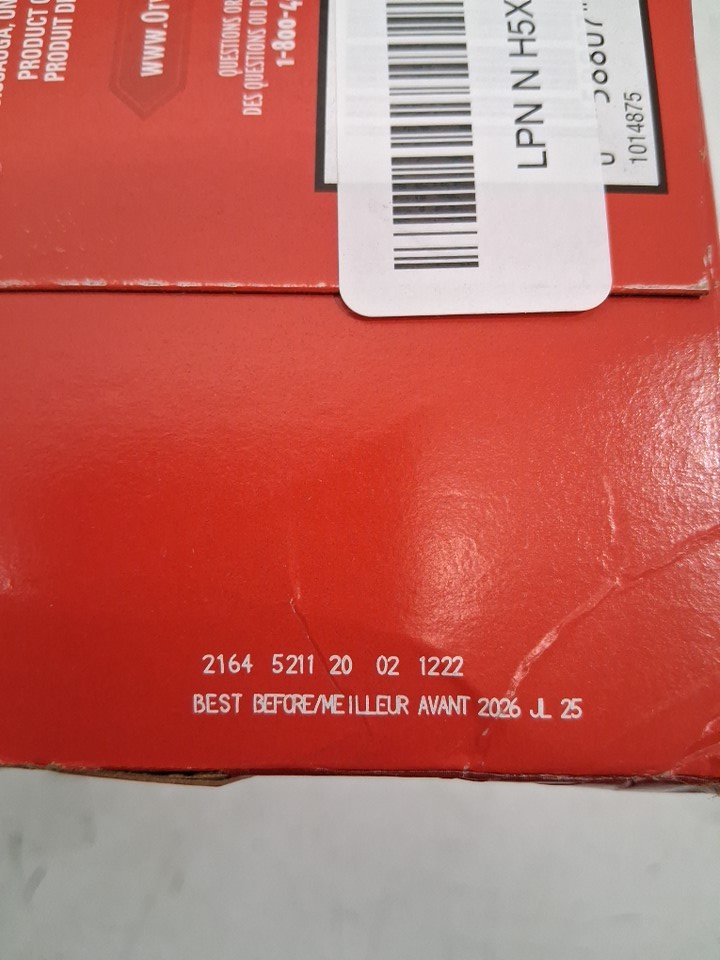 PRODUCT O
PRODUIT DE
www.Or
QUESTIONS OR
DES QUESTIONS OU D
1-800-4
LPN N H5X
1014875
2164 5211 20 02 1222
BEST BEFORE/MEILLEUR AVANT 2026 JL 25